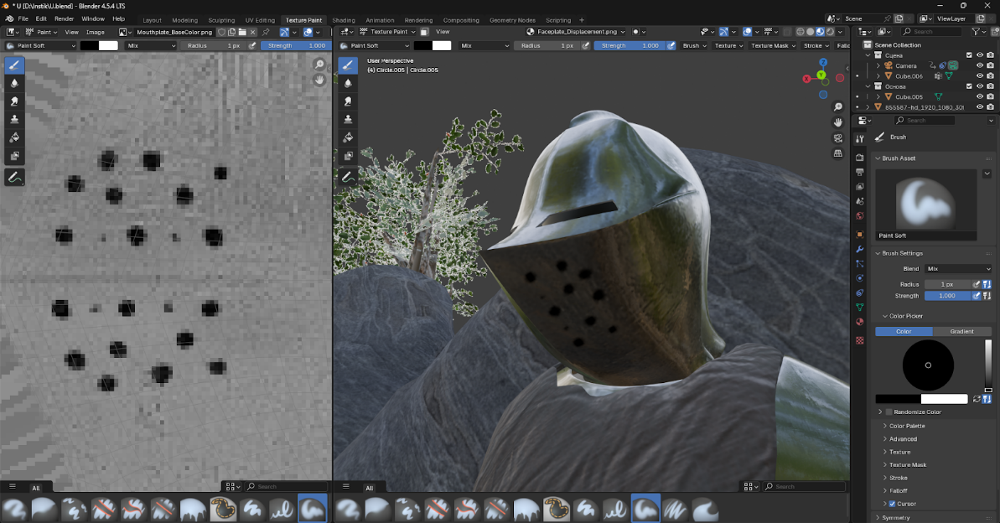 * U [D:\nstik\U.blend] - Blender 4.5.4 LTS
File Edit Render Window Help
Layout Modeling Sculpting UV Editing Texture Paint Shading Animation Rendering Compositing Geometry Nodes Scripting +
Scene
ViewLayer
Paint View Image Mouthplate_BaseColor.png
Texture Paint View Faceplate_Displacement.png
Search
Paint Soft Mix Radius 1 px Strength 1.000
Paint Soft Mix Radius 1 px Strength 1.000 Brush Texture Texture Mask Stroke
User Perspective
(4) Circle.005 | Circle.005
Z
X
Y
Scene Collection
Сцена
Camera
Cube.006
Основа
Cube.005
Search
Brush
Brush Asset
Paint Soft
Brush Settings
Blend Mix
Radius 1 px
Strength 1.000
Color Picker
Color Gradient
Randomize Color
Color Palette
Advanced
Texture
Texture Mask
Stroke
Falloff
Cursor
Symmetry
All Search
All Search